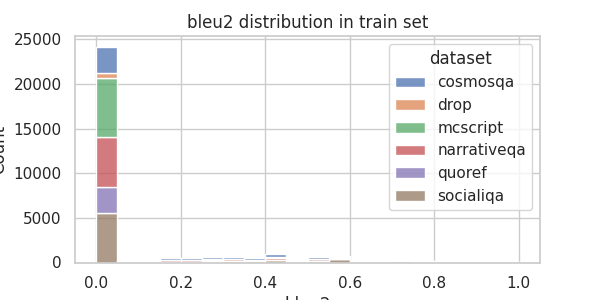 bleu2 distribution in train set
25000
20000
15000
10000
5000
0
Count
0.0 0.2 0.4 0.6 0.8 1.0
bleu2
dataset
cosmosqa
drop
mcscript
narrativeqa
quoref
socialiqa